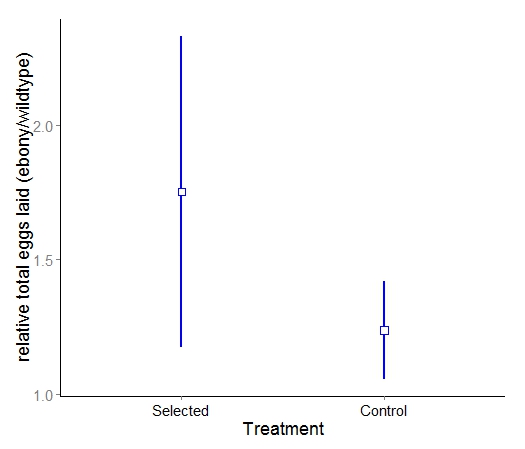 relative total eggs laid (ebony/wildtype)
2.0
1.5
1.0
Selected
Control
Treatment